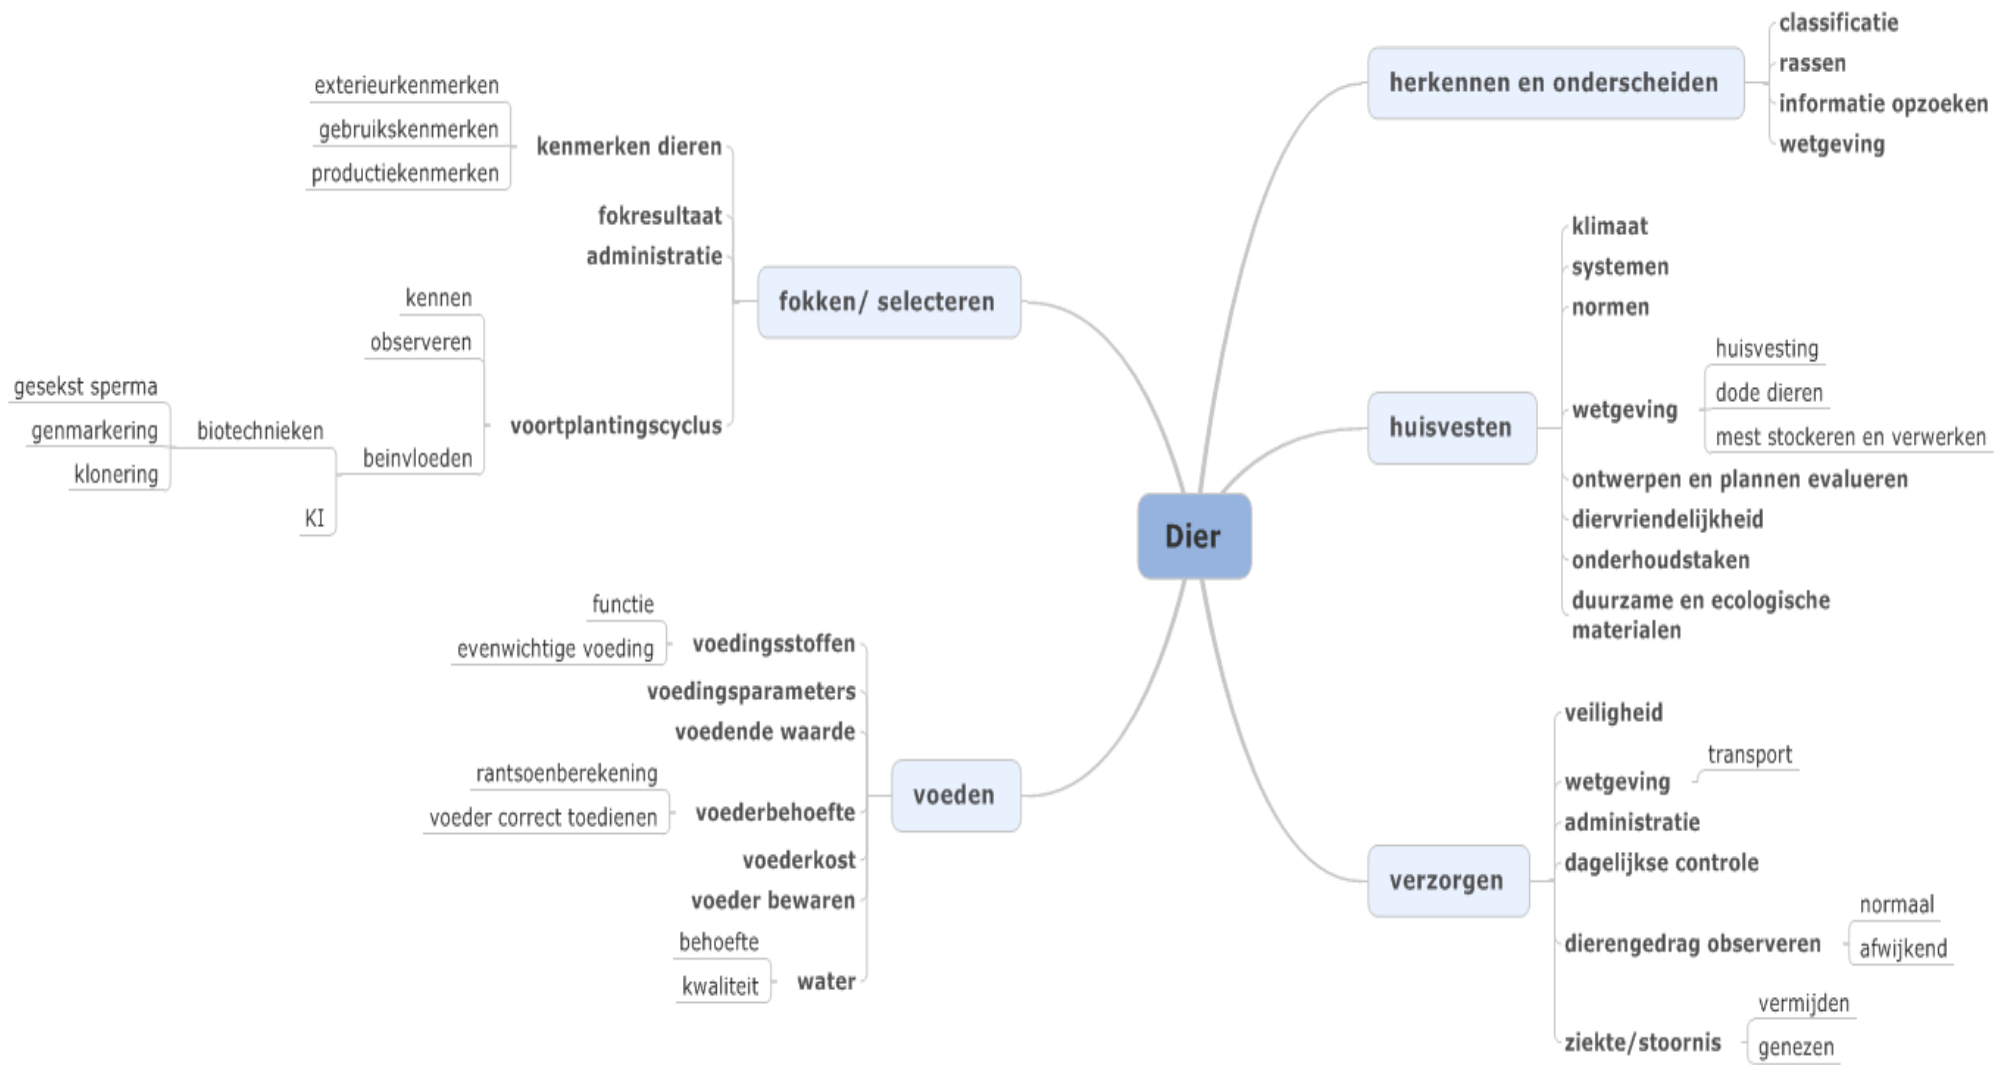 Dier
herkennen en onderscheiden
classificatie
rassen
informatie opzoeken
wetgeving
huisvesten
klimaat
systemen
normen
wetgeving
huisvesting
dode dieren
mest stockeren en verwerken
ontwerpen en plannen evalueren
diervriendelijkheid
onderhoudstaken
duurzame en ecologische
materialen
verzorgen
veiligheid
wetgeving
transport
administratie
dagelijkse controle
dierengedrag observeren
normaal
afwijkend
ziekte/stoornis
vermijden
genezen
fokken/ selecteren
kenmerken dieren
exterieurkenmerken
gebruikskenmerken
productiekenmerken
fokresultaat
administratie
voortplantingscyclus
kennen
observeren
beinvloeden
biotechnieken
gesekst sperma
genmarkering
klonering
KI
voeden
voedingsstoffen
functie
evenwichtige voeding
voedingsparameters
voedende waarde
voederbehoefte
rantsoenberekening
voeder correct toedienen
voederkost
voeder bewaren
water
behoefte
kwaliteit